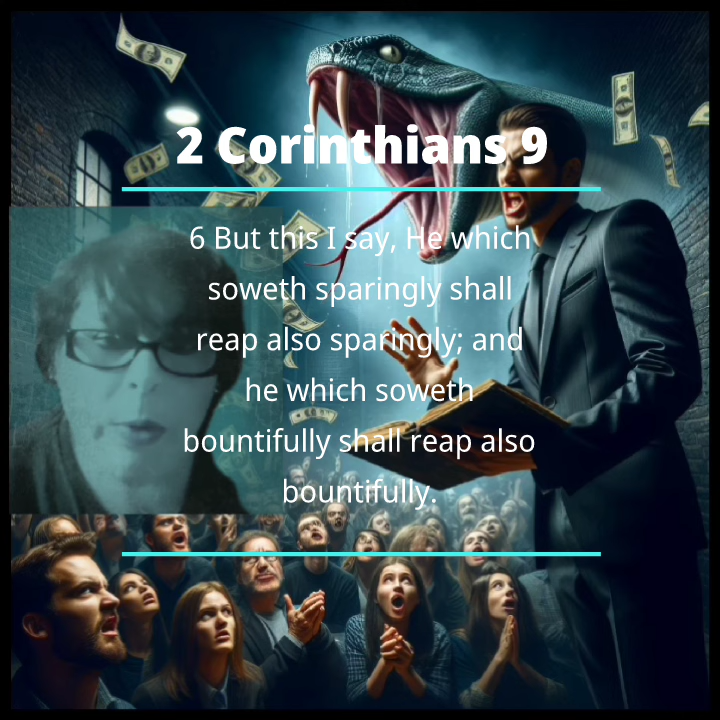 2 Corinthians 9
6 But this I say, He which
soweth sparingly shall
reap also sparingly; and
he which soweth
bountifully shall reap also
bountifully.